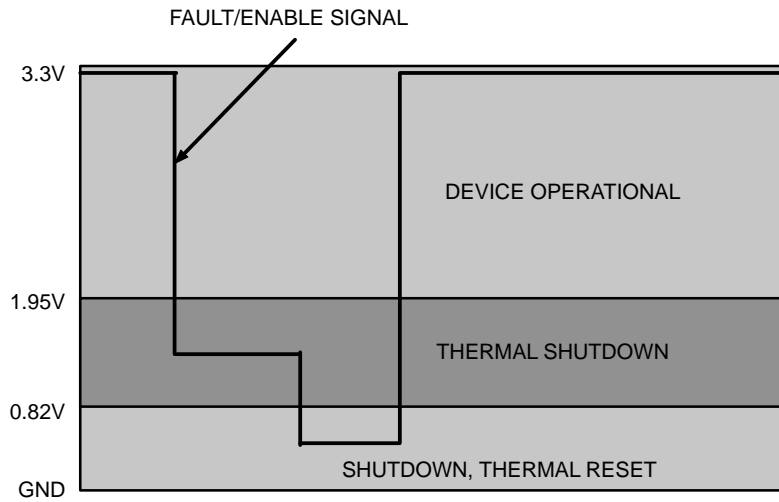 FAULT/ENABLE SIGNAL
3.3V
DEVICE OPERATIONAL
1.95V
THERMAL SHUTDOWN
0.82V
SHUTDOWN, THERMAL RESET
GND